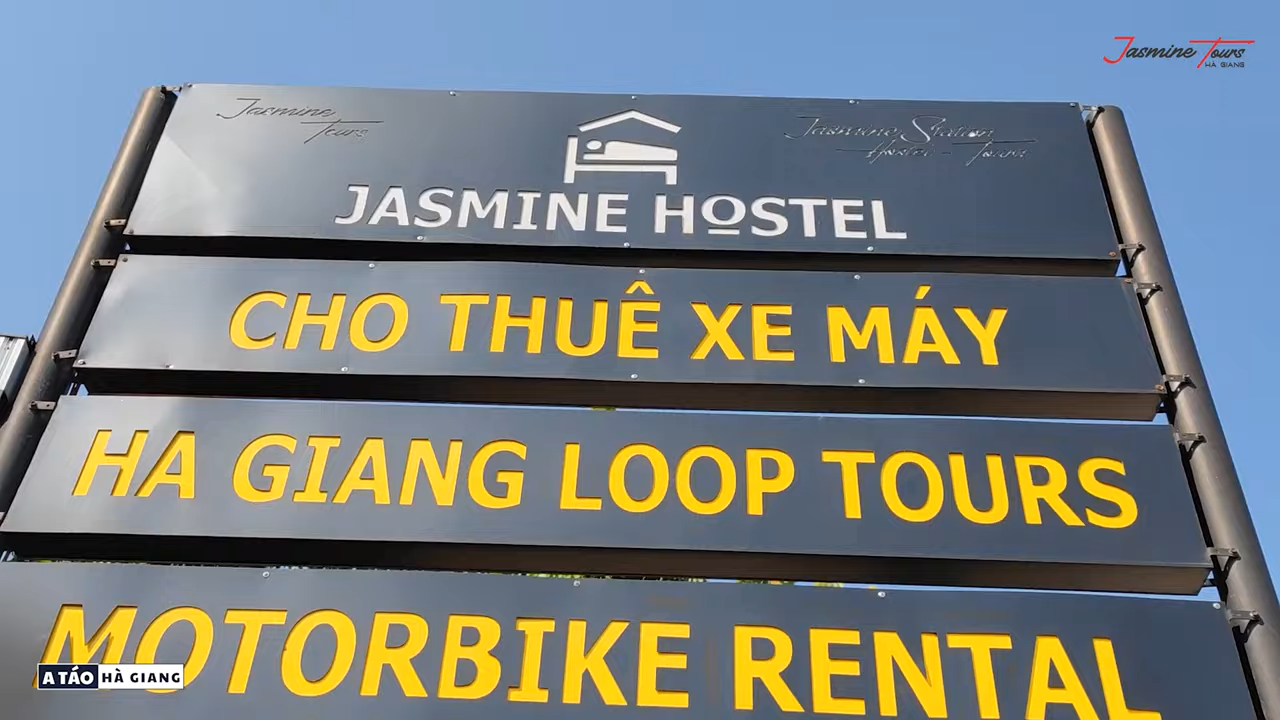 Jasmine Tours
HÀ GIANG
Jasmine
Tours
Jasmine Station
Hostel - Tours
JASMINE HOSTEL
CHO THUÊ XE MÁY
HA GIANG LOOP TOURS
MOTORBIKE RENTAL
A TÁO HÀ GIANG